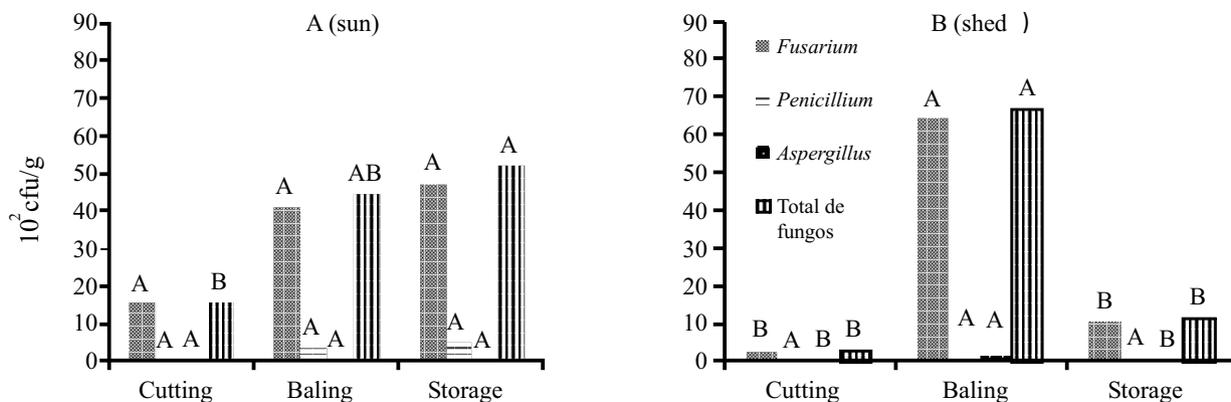 A (sun)
90
80
70
60
50
40
30
20
10
0
10² cfu/g
A
A
A
B
A
A
A
AB
A
A
A
A
Cutting
Baling
Storage
B (shed )
90
80
70
60
50
40
30
20
10
0
Fusarium
Penicillium
Aspergillus
Total de
fungos
B
A
B
B
A
A
A
A
B
A
B
B
Cutting
Baling
Storage